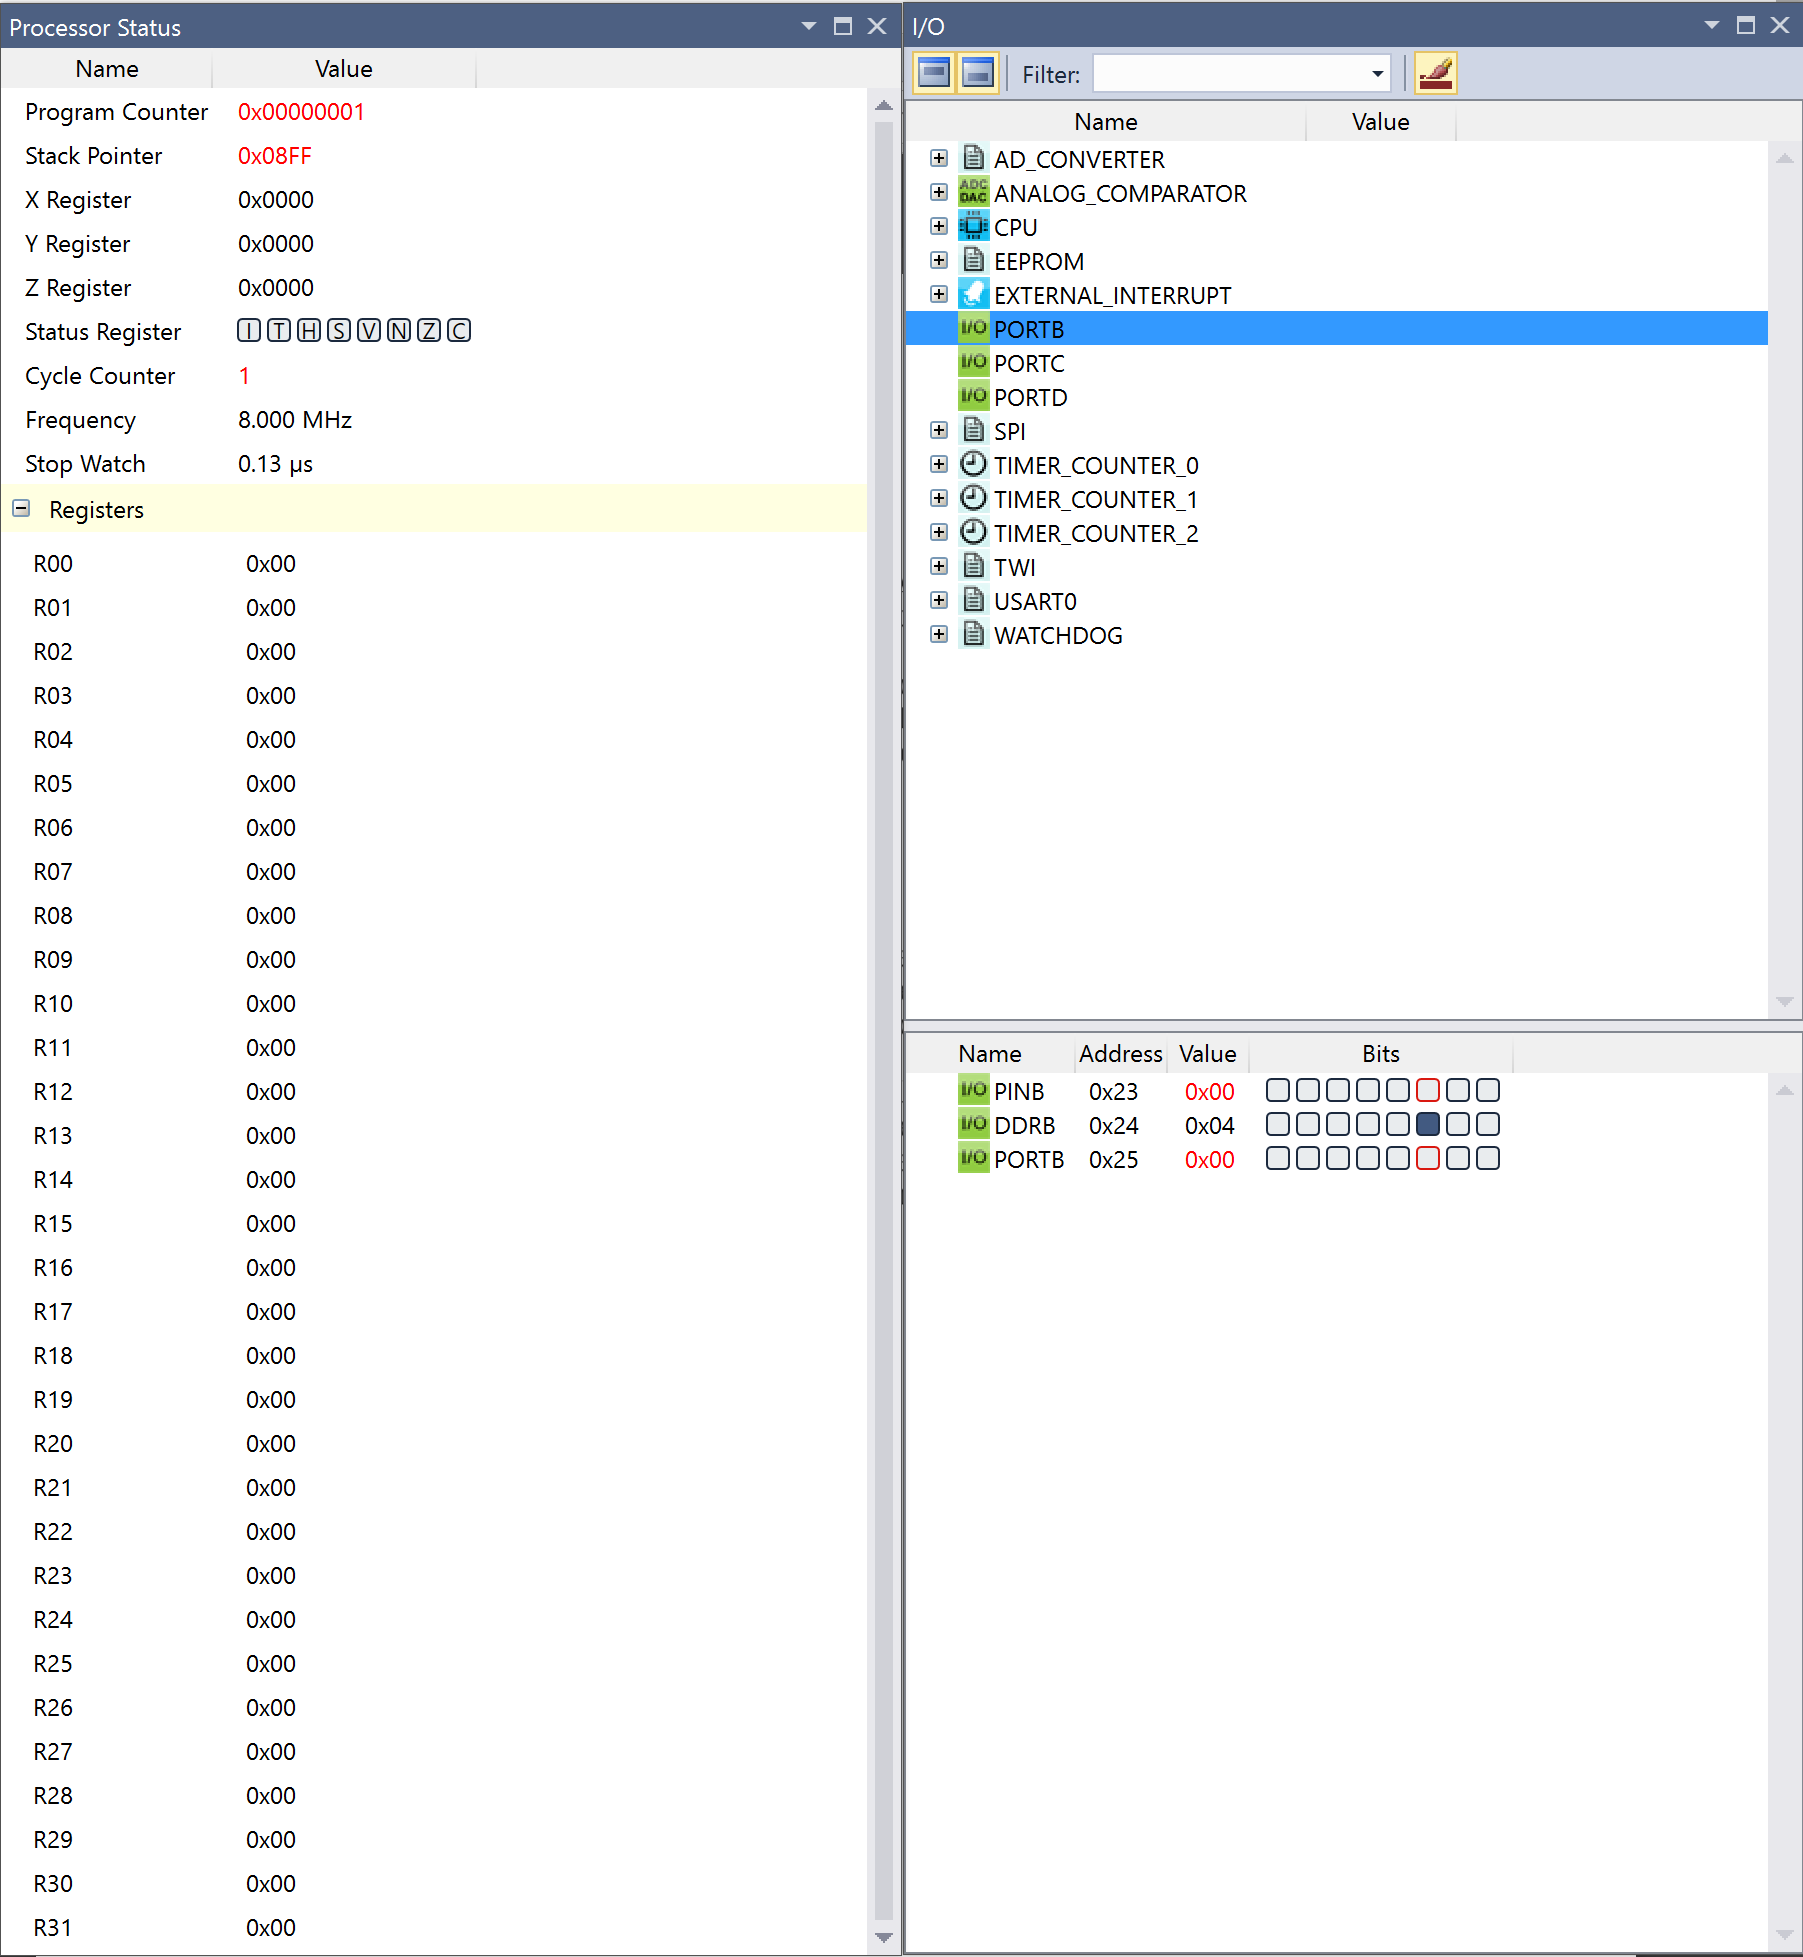 Processor Status
Name Value
Program Counter 0x00000001
Stack Pointer 0x08FF
X Register 0x0000
Y Register 0x0000
Z Register 0x0000
Status Register I T H S V N Z C
Cycle Counter 1
Frequency 8.000 MHz
Stop Watch 0.13 µs
Registers
R00 0x00
R01 0x00
R02 0x00
R03 0x00
R04 0x00
R05 0x00
R06 0x00
R07 0x00
R08 0x00
R09 0x00
R10 0x00
R11 0x00
R12 0x00
R13 0x00
R14 0x00
R15 0x00
R16 0x00
R17 0x00
R18 0x00
R19 0x00
R20 0x00
R21 0x00
R22 0x00
R23 0x00
R24 0x00
R25 0x00
R26 0x00
R27 0x00
R28 0x00
R29 0x00
R30 0x00
R31 0x00
I/O
Filter:
Name Value
AD_CONVERTER
ADC DAC ANALOG_COMPARATOR
CPU
EEPROM
EXTERNAL_INTERRUPT
I/O PORTB
I/O PORTC
I/O PORTD
SPI
TIMER_COUNTER_0
TIMER_COUNTER_1
TIMER_COUNTER_2
TWI
USART0
WATCHDOG
Name Address Value Bits
I/O PINB 0x23 0x00
I/O DDRB 0x24 0x04
I/O PORTB 0x25 0x00